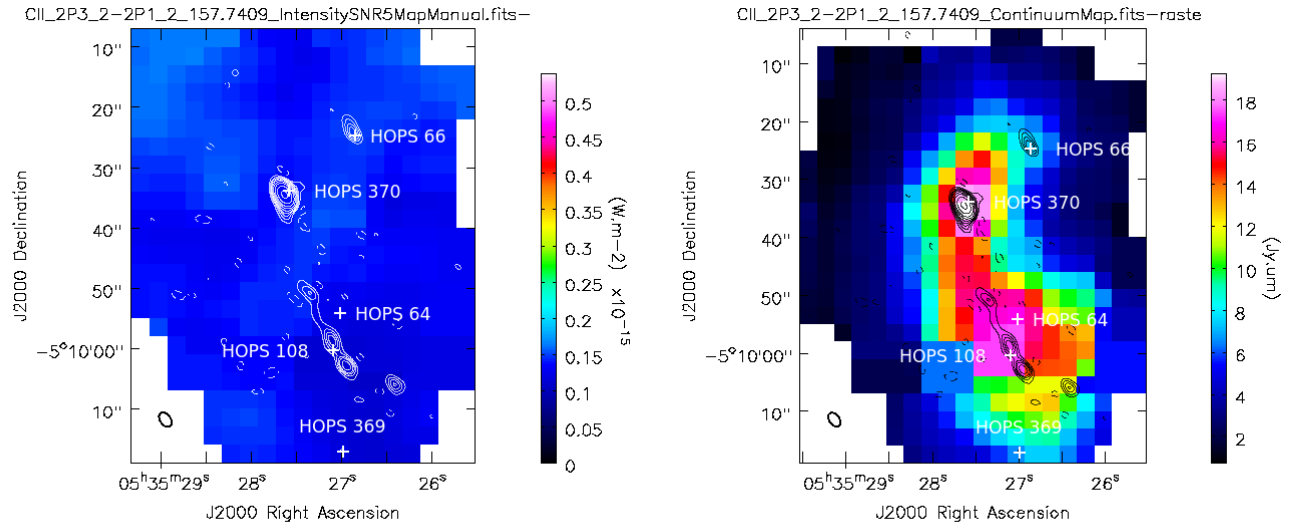 CII_2P3_2-2P1_2_157.7409_IntensitySNR5MapManual.fits-
10"
20"
30"
40"
50"
-5°10'00"
10"
J2000 Declination
HOPS 66
HOPS 370
HOPS 64
HOPS 108
HOPS 369
05ʰ35ᵐ29ˢ
28ˢ
27ˢ
26ˢ
J2000 Right Ascension
0.5
0.45
0.4
0.35
0.3
0.25
0.2
0.15
0.1
0.05
0
(W.m-2) ×10⁻¹⁵
CII_2P3_2-2P1_2_157.7409_ContinuumMap.fits-raste
10"
20"
30"
40"
50"
-5°10'00"
10"
J2000 Declination
HOPS 66
HOPS 370
HOPS 64
HOPS 108
HOPS 369
05ʰ35ᵐ29ˢ
28ˢ
27ˢ
26ˢ
J2000 Right Ascension
18
16
14
12
10
8
6
4
2
(Jy.um)